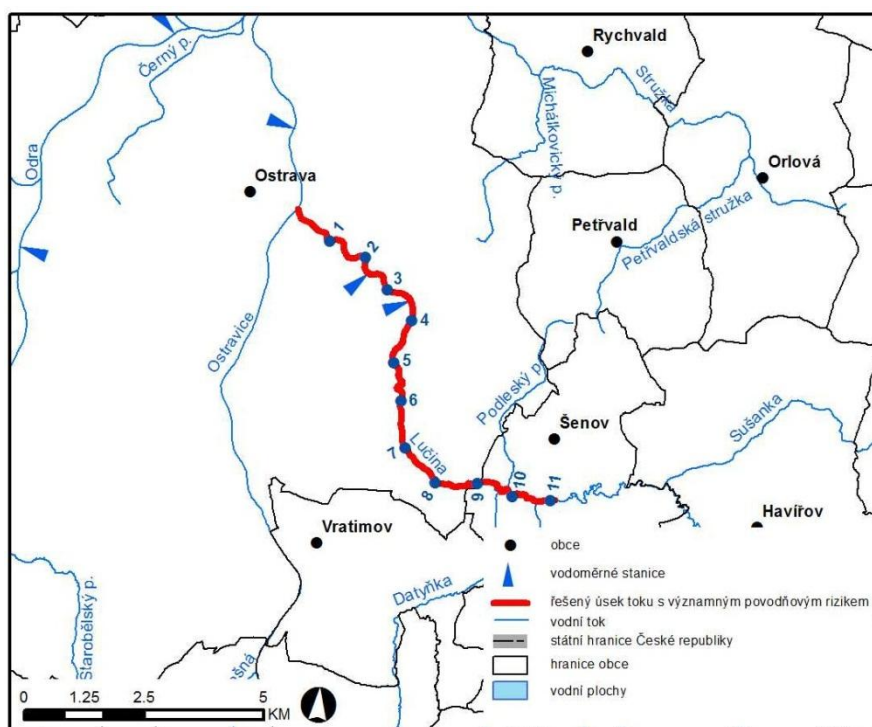 Rychvald
Černý p.
Stružka
Michálkovický p.
Odra
Ostrava
Orlová
Petřvald
Petřvaldská stružka
1
2
3
4
Ostravice
5
Podleský p.
6
Šenov
Sušanka
Lučina
7
8
9
10
11
Havířov
Vratimov
obce
vodoměrné stanice
Datyňka
řešený úsek toku s významným povodňovým rizikem
vodní tok
státní hranice České republiky
hranice obce
vodní plochy
Starobělský p.
0 1.25 2.5 5
KM